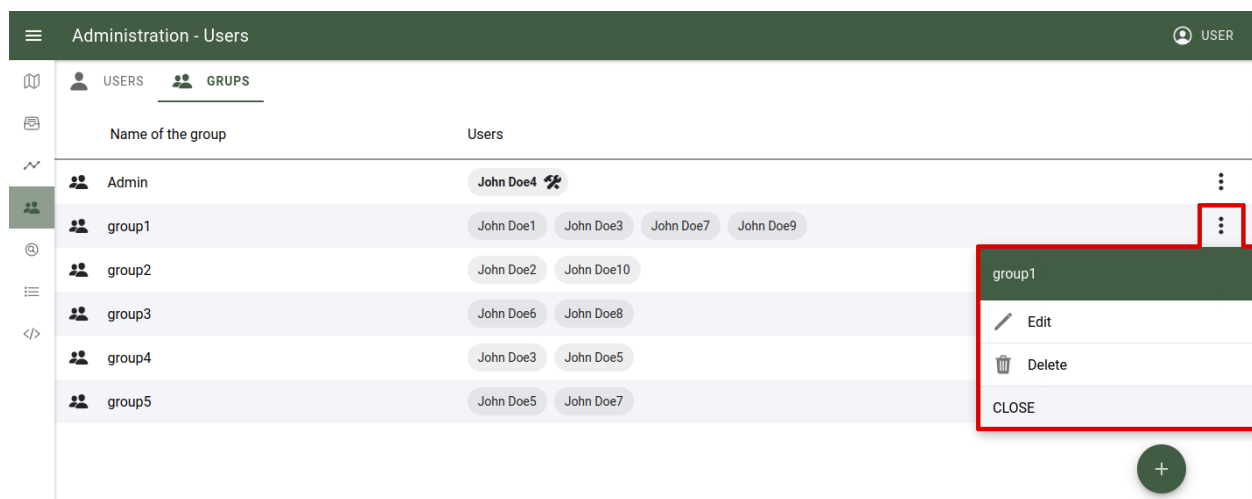 Administration - Users USER
USERS GRUPS
Name of the group Users
Admin John Doe4
group1 John Doe1 John Doe3 John Doe7 John Doe9
group2 John Doe2 John Doe10
group1
group3 John Doe6 John Doe8
Edit
group4 John Doe3 John Doe5
Delete
group5 John Doe5 John Doe7
CLOSE